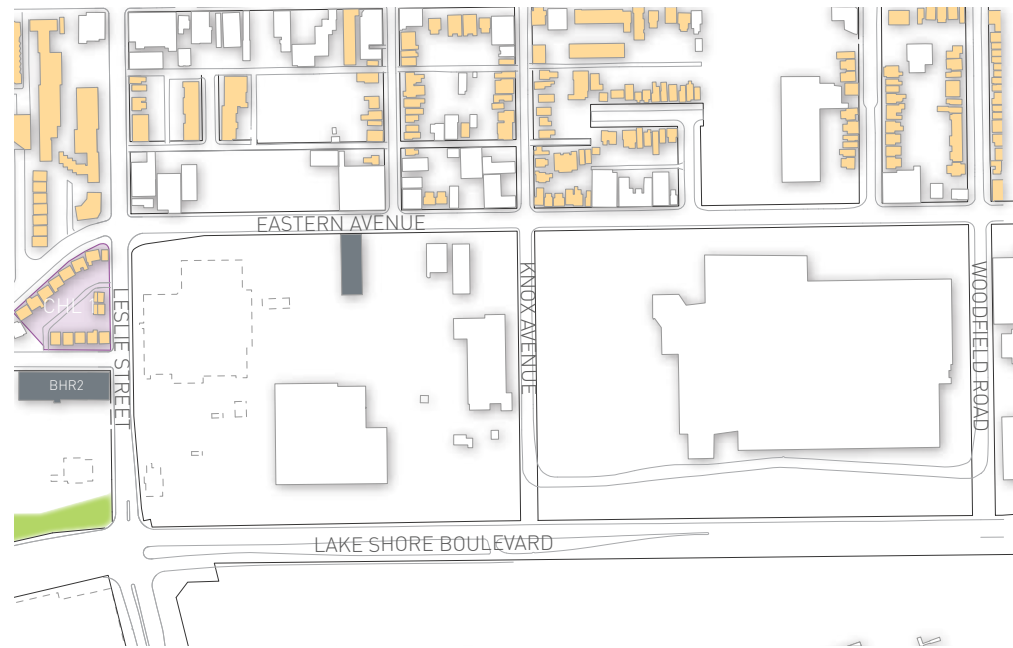 EASTERN AVENUE
CHL
LESLIE STREET
KNOX AVENUE
WOODFIELD ROAD
BHR2
LAKE SHORE BOULEVARD